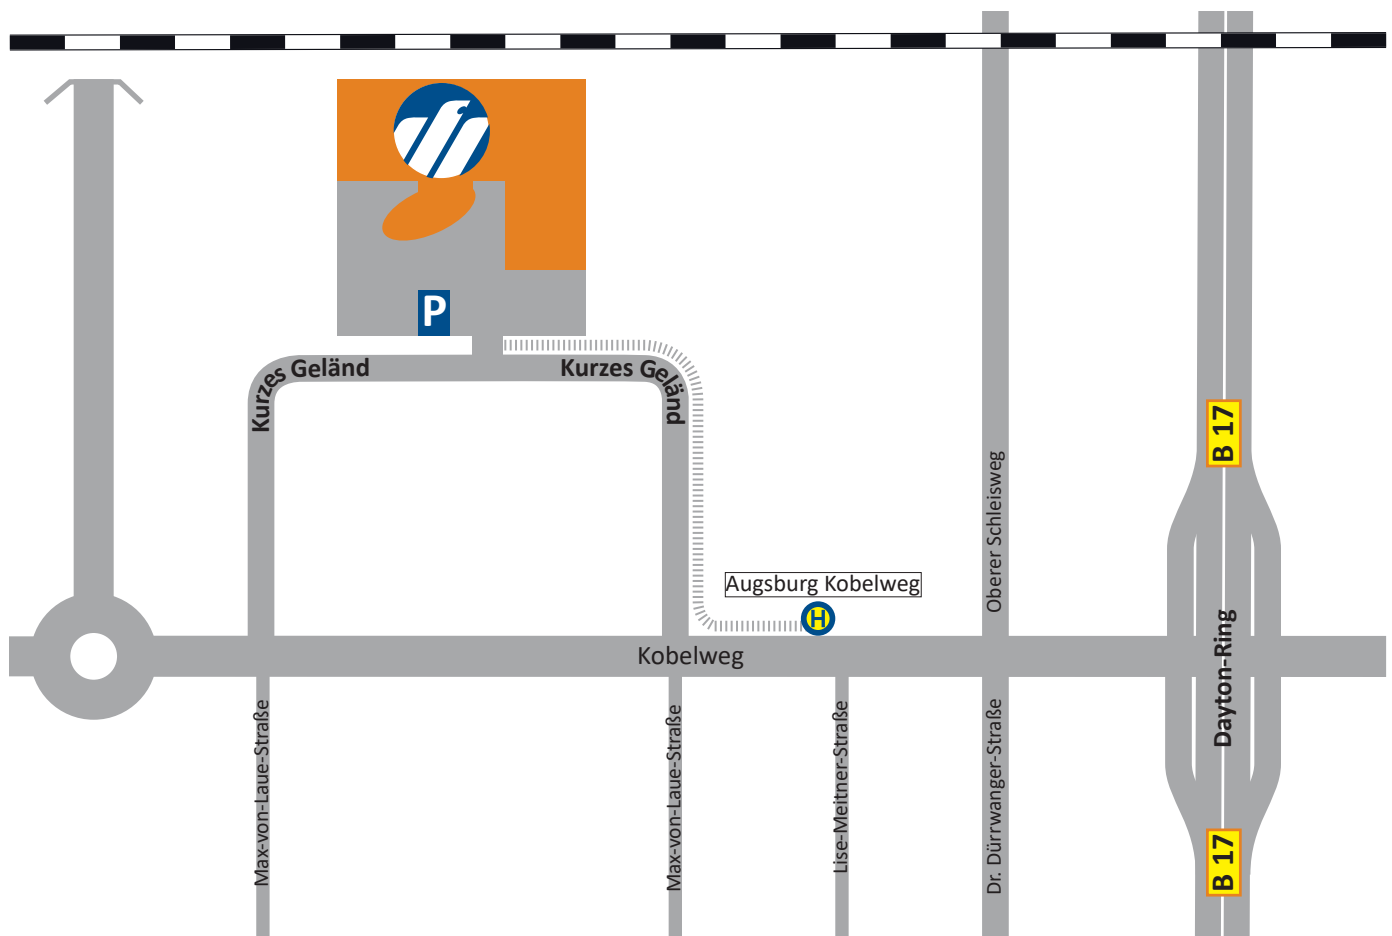 P
Kurzes Geländ
Kurzes Geländ
B 17
Oberer Schleisweg
Augsburg Kobelweg
H
Kobelweg
Dayton-Ring
Max-von-Laue-Straße
Max-von-Laue-Straße
Lise-Meitner-Straße
Dr. Dürrwanger-Straße
B 17